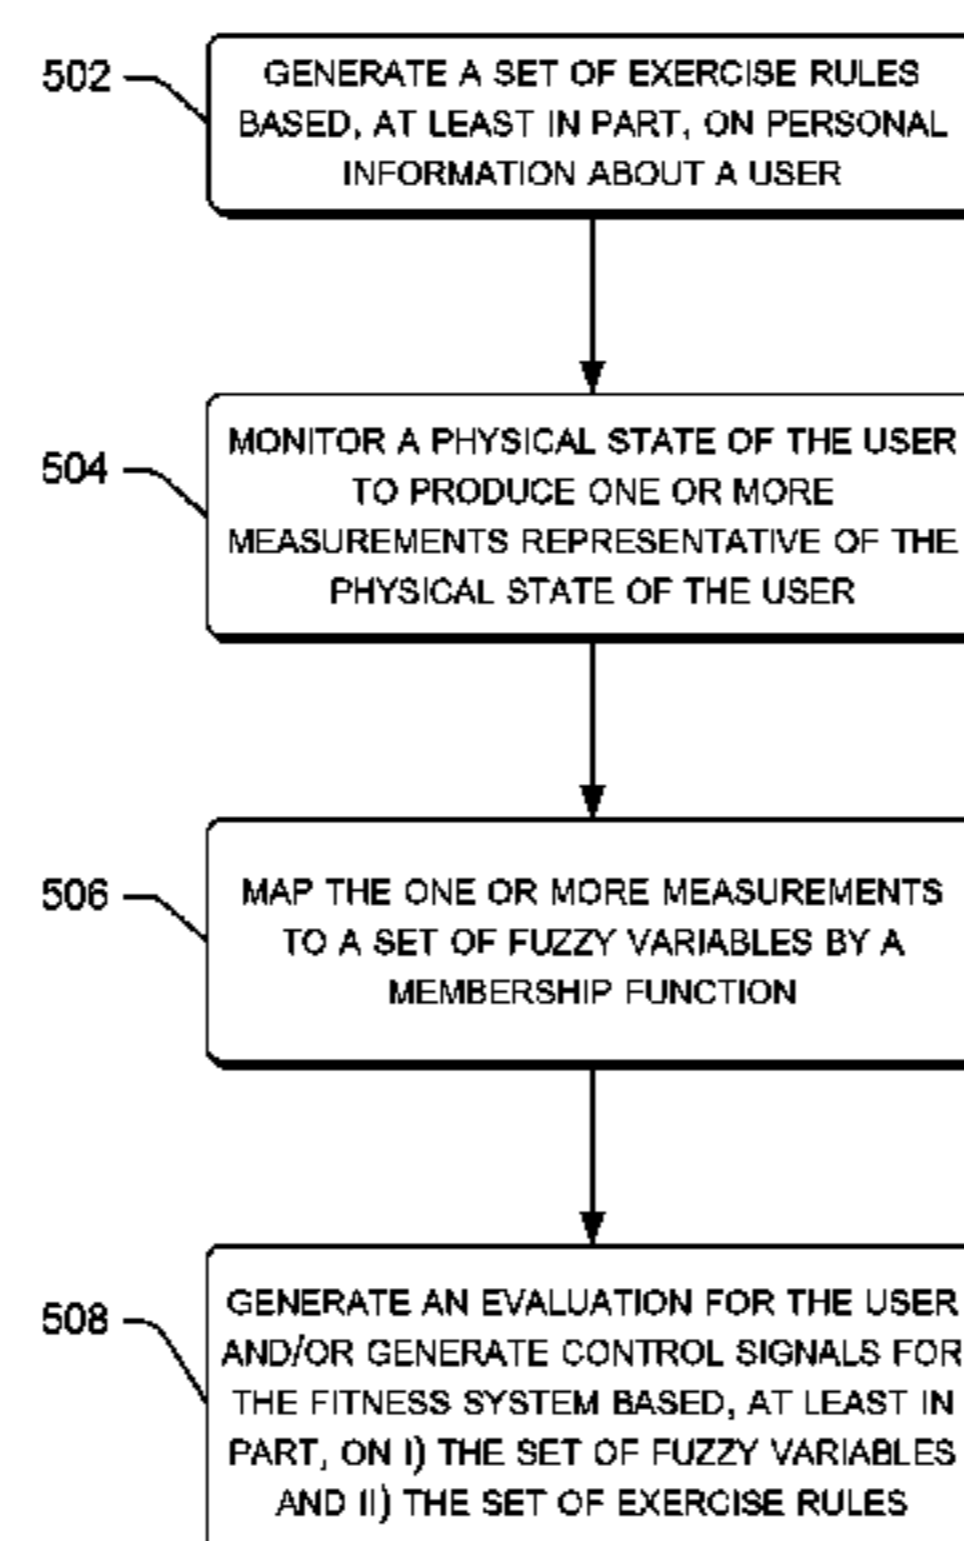 502
GENERATE A SET OF EXERCISE RULES
BASED, AT LEAST IN PART, ON PERSONAL
INFORMATION ABOUT A USER
504
MONITOR A PHYSICAL STATE OF THE USER
TO PRODUCE ONE OR MORE
MEASUREMENTS REPRESENTATIVE OF THE
PHYSICAL STATE OF THE USER
506
MAP THE ONE OR MORE MEASUREMENTS
TO A SET OF FUZZY VARIABLES BY A
MEMBERSHIP FUNCTION
508
GENERATE AN EVALUATION FOR THE USER
AND/OR GENERATE CONTROL SIGNALS FOR
THE FITNESS SYSTEM BASED, AT LEAST IN
PART, ON I) THE SET OF FUZZY VARIABLES
AND II) THE SET OF EXERCISE RULES